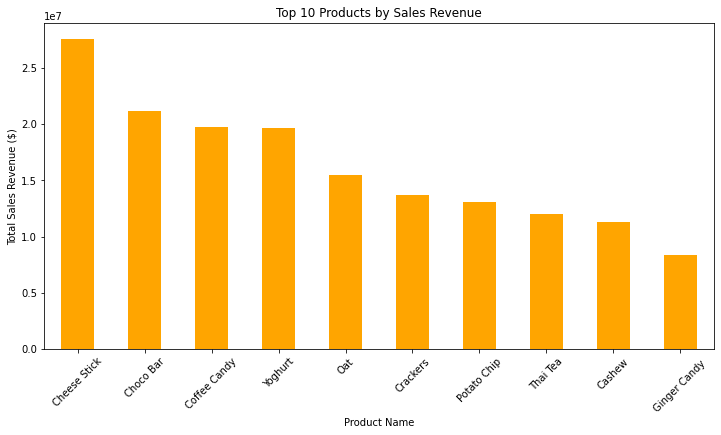 Top 10 Products by Sales Revenue
1e7
2.5
2.0
1.5
1.0
0.5
0.0
Total Sales Revenue ($)
Cheese Stick
Choco Bar
Coffee Candy
Yoghurt
Oat
Crackers
Potato Chip
Thai Tea
Cashew
Ginger Candy
Product Name